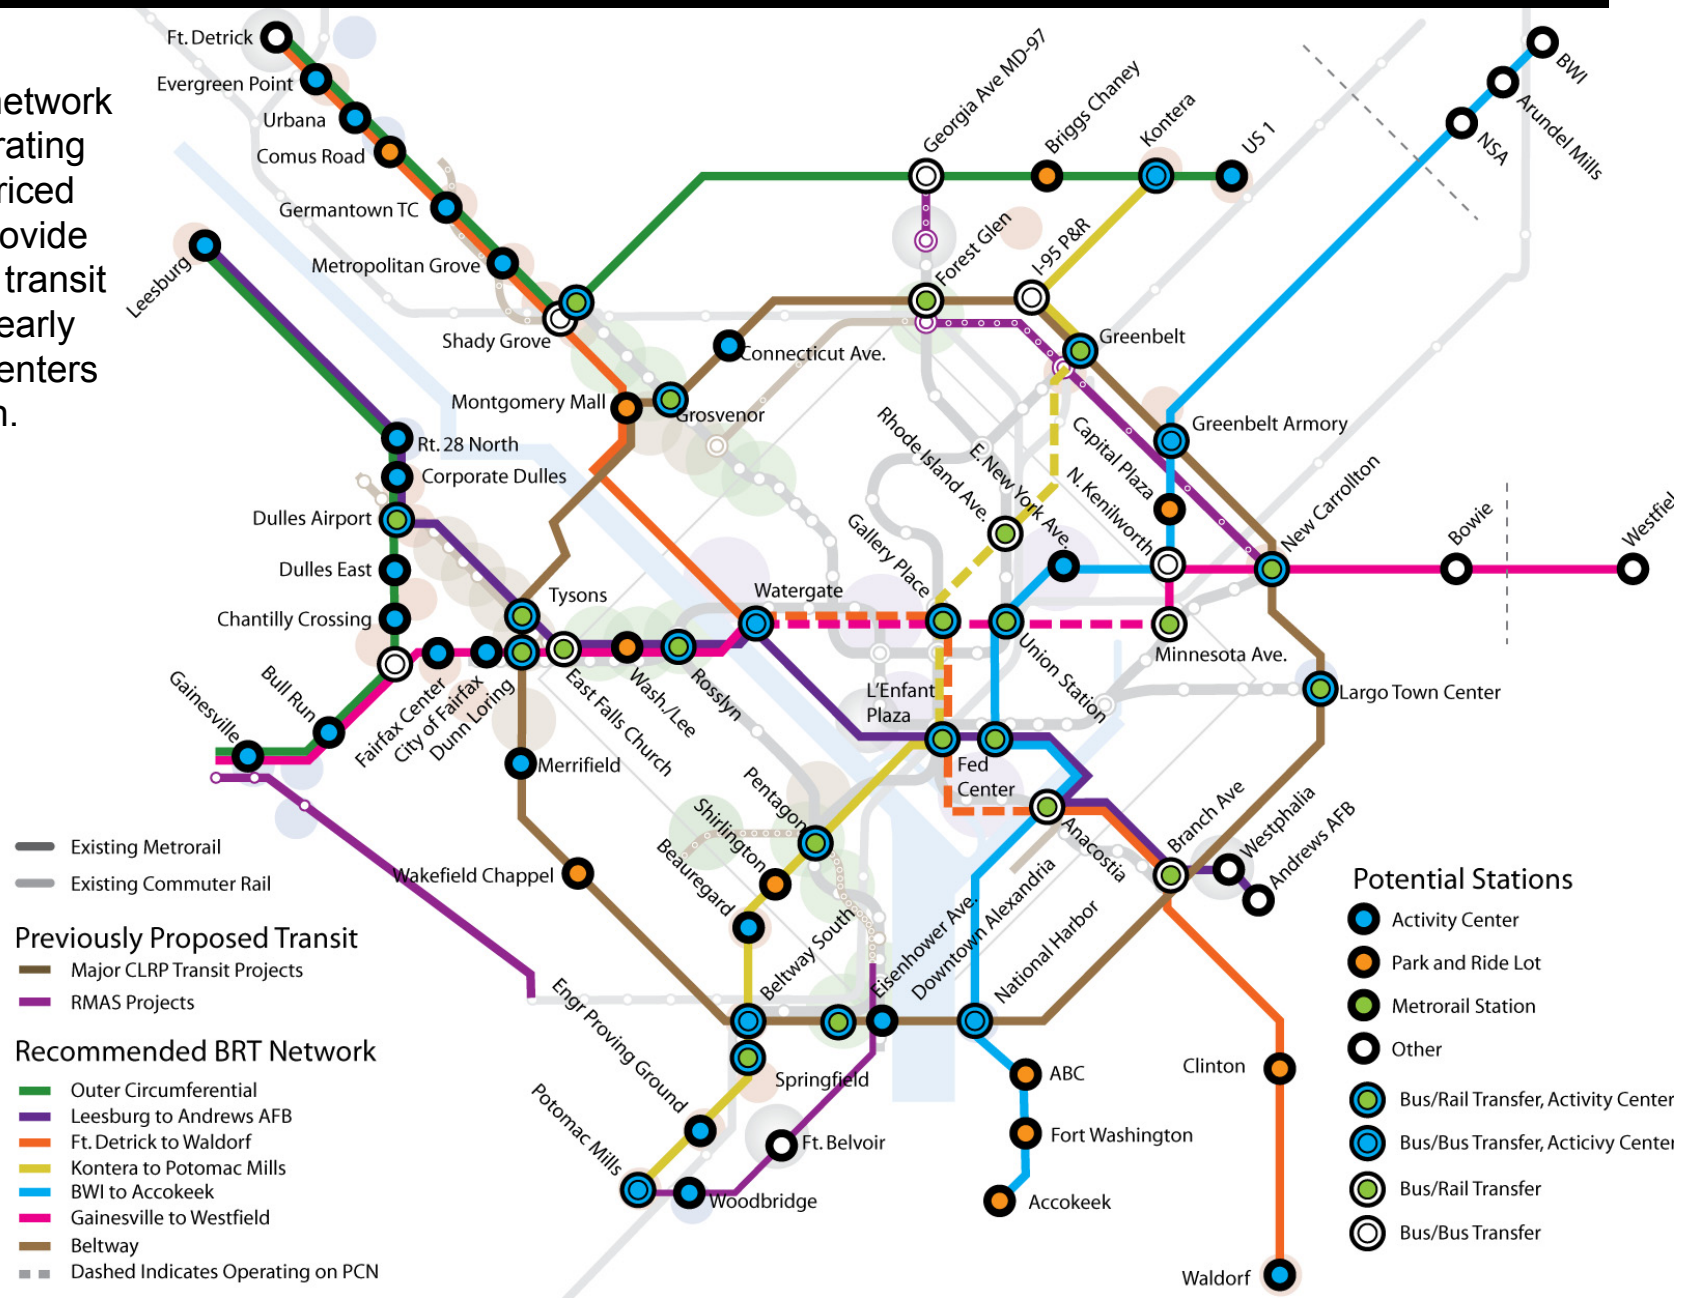 network
rating
riced
rovide
transit
early
enters
n.
Ft. Detrick
Evergreen Point
Urbana
Comus Road
Germantown TC
Metropolitan Grove
Shady Grove
Leesburg
Georgia Ave MD-97
Briggs Chaney
Kontera
US 1
BWI
Arundel Mills
NSA
Forest Glen
I-95 P&R
Greenbelt
Connecticut Ave.
Montgomery Mall
Grosvenor
Greenbelt Armory
Rt. 28 North
Corporate Dulles
Dulles Airport
Dulles East
Chantilly Crossing
Rhode Island Ave.
E. New York Ave.
Capital Plaza
N. Kenilworth
New Carrollton
Bowie
Westfie
Gallery Place
Tysons
Watergate
Union Station
Minnesota Ave.
Largo Town Center
Gainesville
Bull Run
Fairfax Center
City of Fairfax
Dunn Loring
East Falls Church
Wash./Lee
Rosslyn
L'Enfant
Plaza
Fed
Center
Merrifield
Pentagon
Shirlington
Beauregard
Anacostia
Branch Ave
Westphalia
Andrews AFB
Wakefield Chappel
Beltway South
Eisenhower Ave.
Downtown Alexandria
National Harbor
Engr Proving Ground
Springfield
Potomac Mills
Ft. Belvoir
Woodbridge
ABC
Fort Washington
Accokeek
Clinton
Waldorf
Existing Metrorail
Existing Commuter Rail
Previously Proposed Transit
Major CLRP Transit Projects
RMAS Projects
Recommended BRT Network
Outer Circumferential
Leesburg to Andrews AFB
Ft. Detrick to Waldorf
Kontera to Potomac Mills
BWI to Accokeek
Gainesville to Westfield
Beltway
Dashed Indicates Operating on PCN
Potential Stations
Activity Center
Park and Ride Lot
Metrorail Station
Other
Bus/Rail Transfer, Activity Center
Bus/Bus Transfer, Acticivy Center
Bus/Rail Transfer
Bus/Bus Transfer